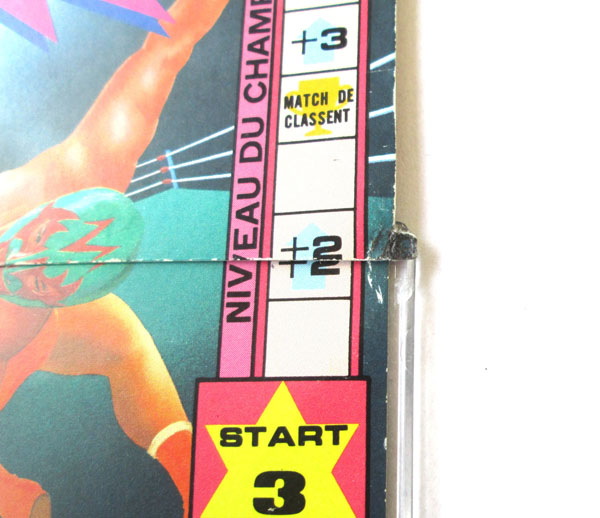 +3
MATCH DE
CLASSENT
+2
NIVEAU DU CHAMP
START
3